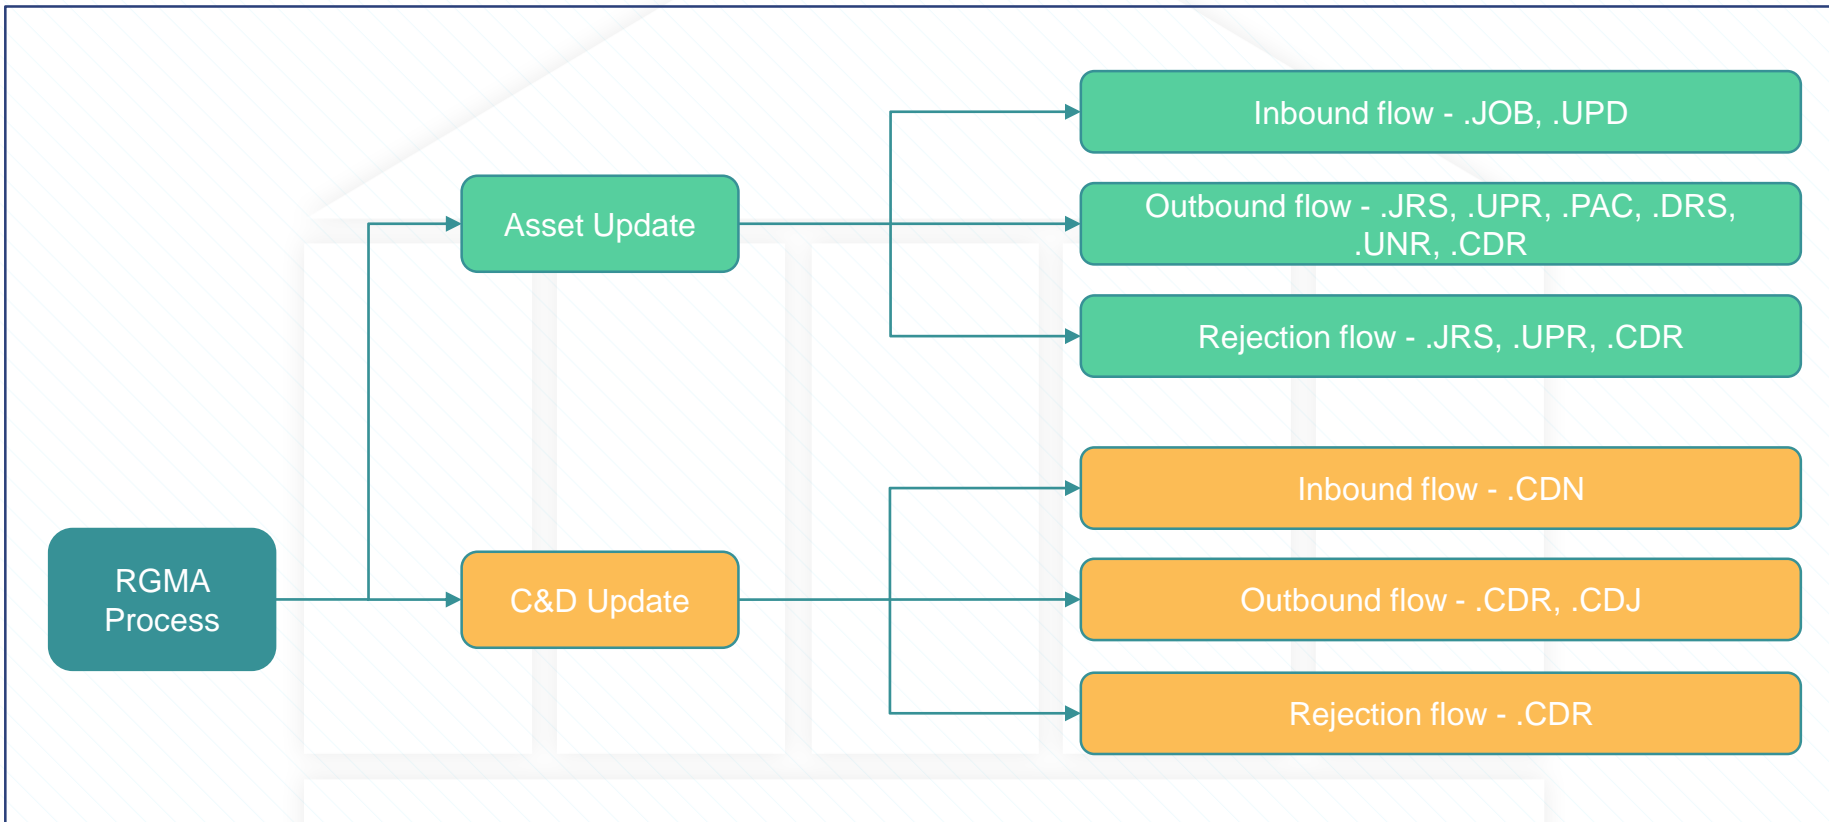 Inbound flow - .JOB, .UPD
Asset Update
Outbound flow - .JRS, .UPR, .PAC, .DRS,
.UNR, .CDR
Rejection flow - .JRS, .UPR, .CDR
Inbound flow - .CDN
RGMA
Process
C&D Update
Outbound flow - .CDR, .CDJ
Rejection flow - .CDR